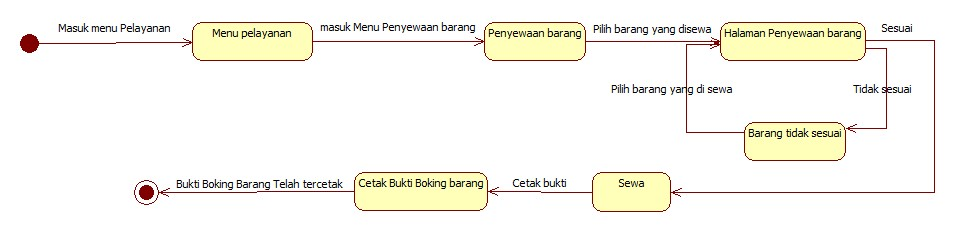 Masuk menu Pelayanan
Menu pelayanan
masuk Menu Penyewaan barang
Penyewaan barang
Pilih barang yang disewa
Halaman Penyewaan barang
Sesuai
Pilih barang yang di sewa
Tidak sesuai
Barang tidak sesuai
Bukti Boking Barang Telah tercetak
Cetak Bukti Boking barang
Cetak bukti
Sewa